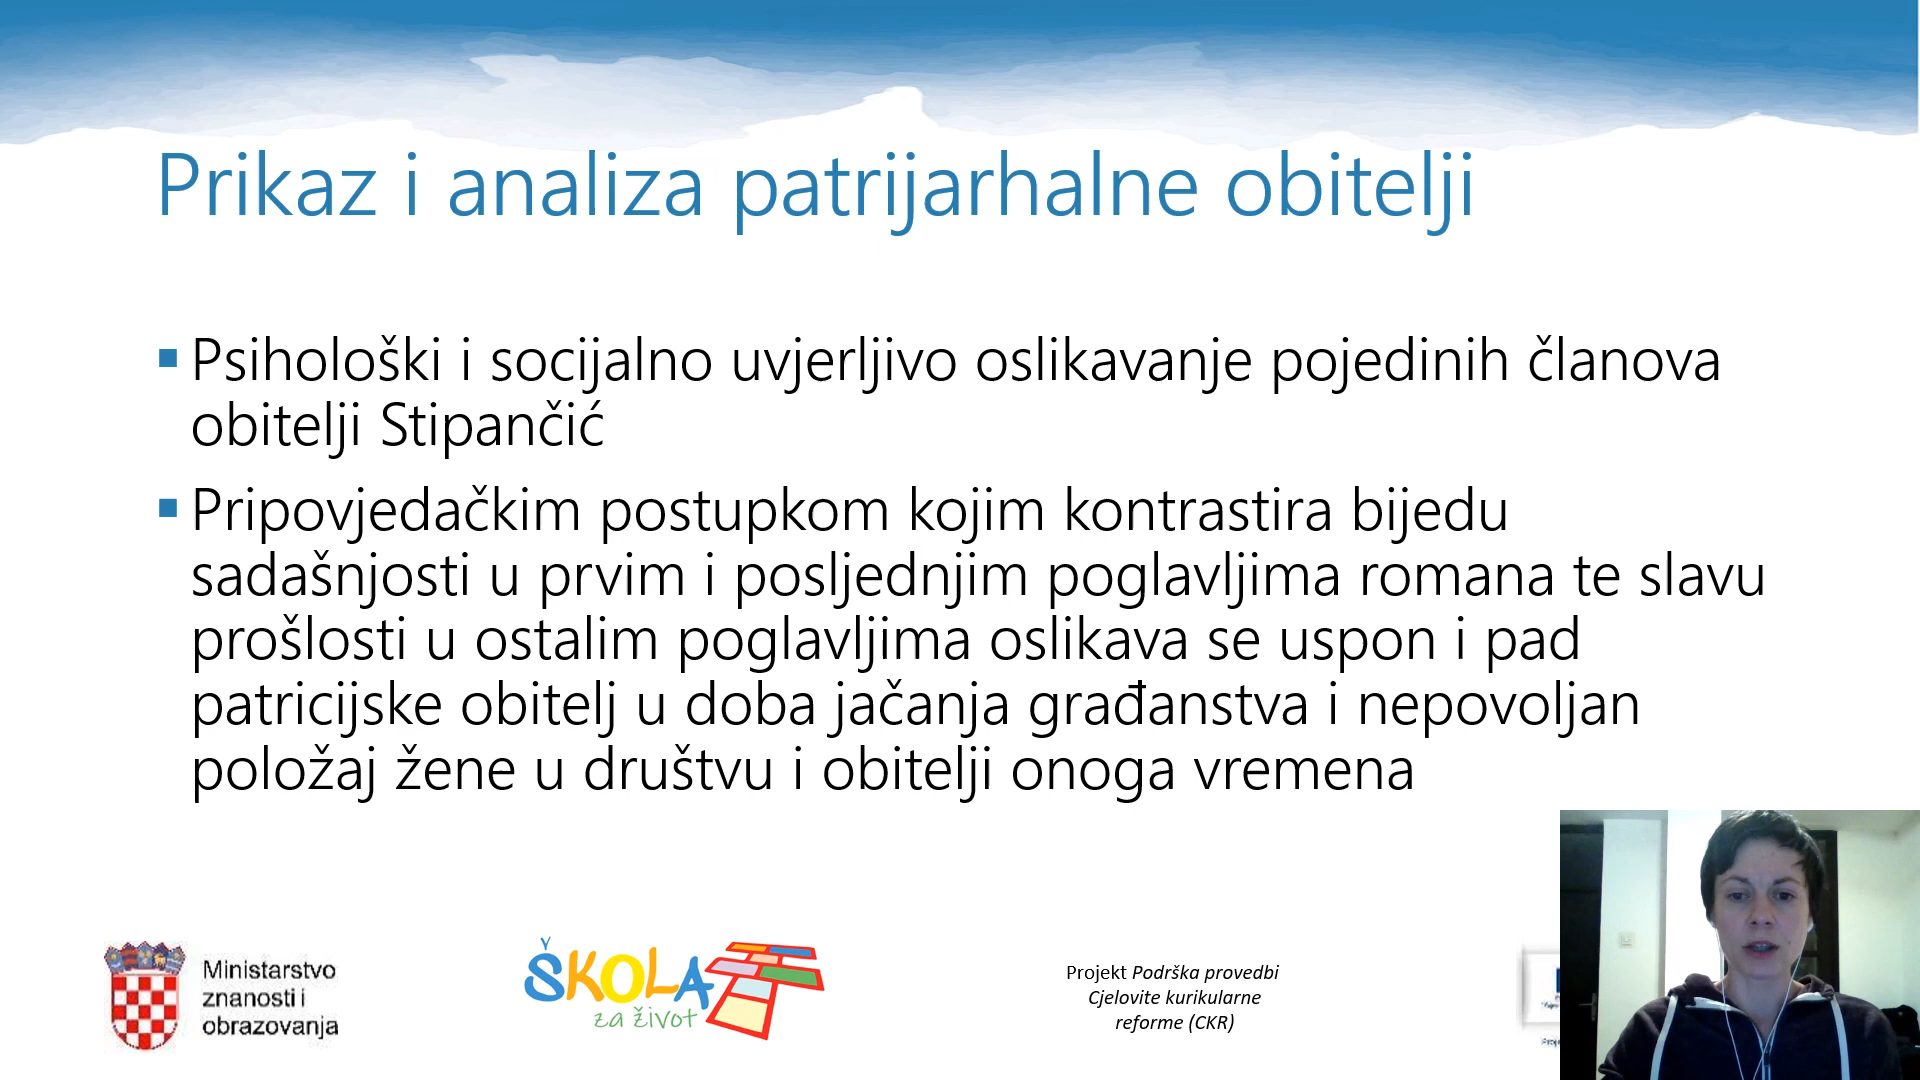 Prikaz i analiza patrijarhalne obitelji
Psihološki i socijalno uvjerljivo oslikavanje pojedinih članova
obitelji Stipančić
Pripovjedačkim postupkom kojim kontrastira bijedu
sadašnjosti u prvim i posljednjim poglavljima romana te slavu
prošlosti u ostalim poglavljima oslikava se uspon i pad
patricijske obitelj u doba jačanja građanstva i nepovoljan
položaj žene u društvu i obitelji onoga vremena
Ministarstvo
znanosti i
obrazovanja
ŠKOLA
za život
Projekt Podrška provedbi
Cjelovite kurikularne
reforme (CKR)